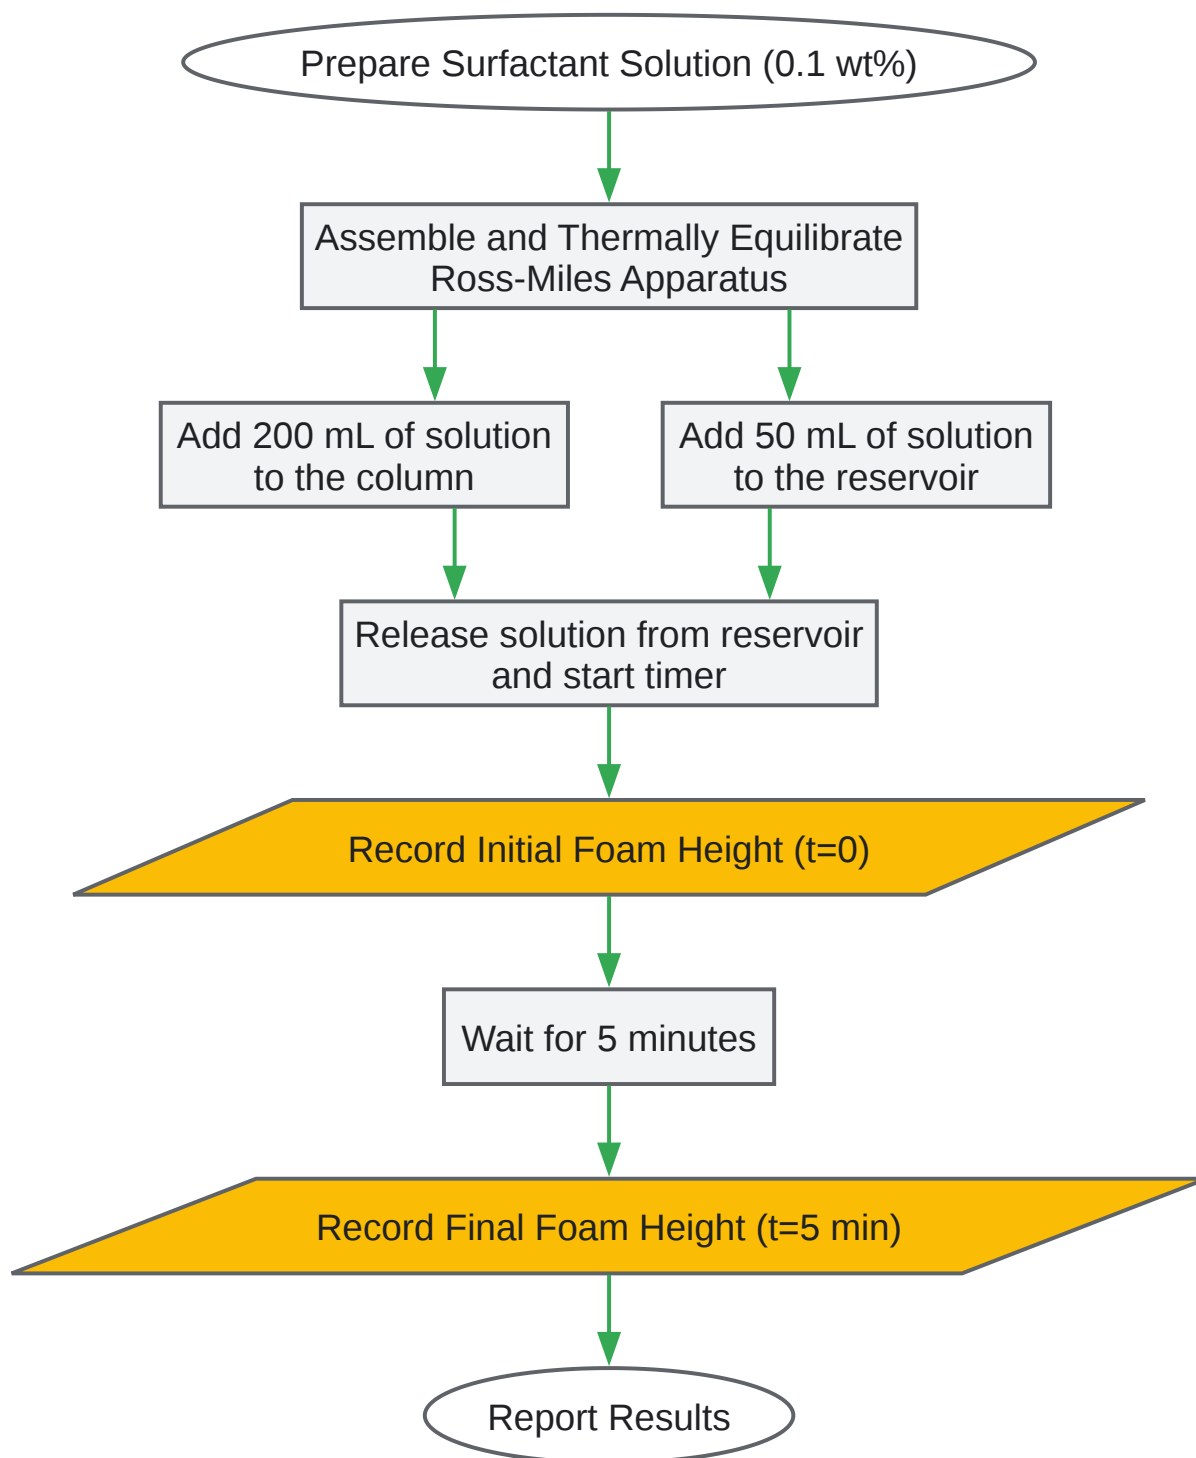 Prepare Surfactant Solution (0.1 wt%)
Assemble and Thermally Equilibrate
Ross-Miles Apparatus
Add 200 mL of solution
to the column
Add 50 mL of solution
to the reservoir
Release solution from reservoir
and start timer
Record Initial Foam Height (t=0)
Wait for 5 minutes
Record Final Foam Height (t=5 min)
Report Results